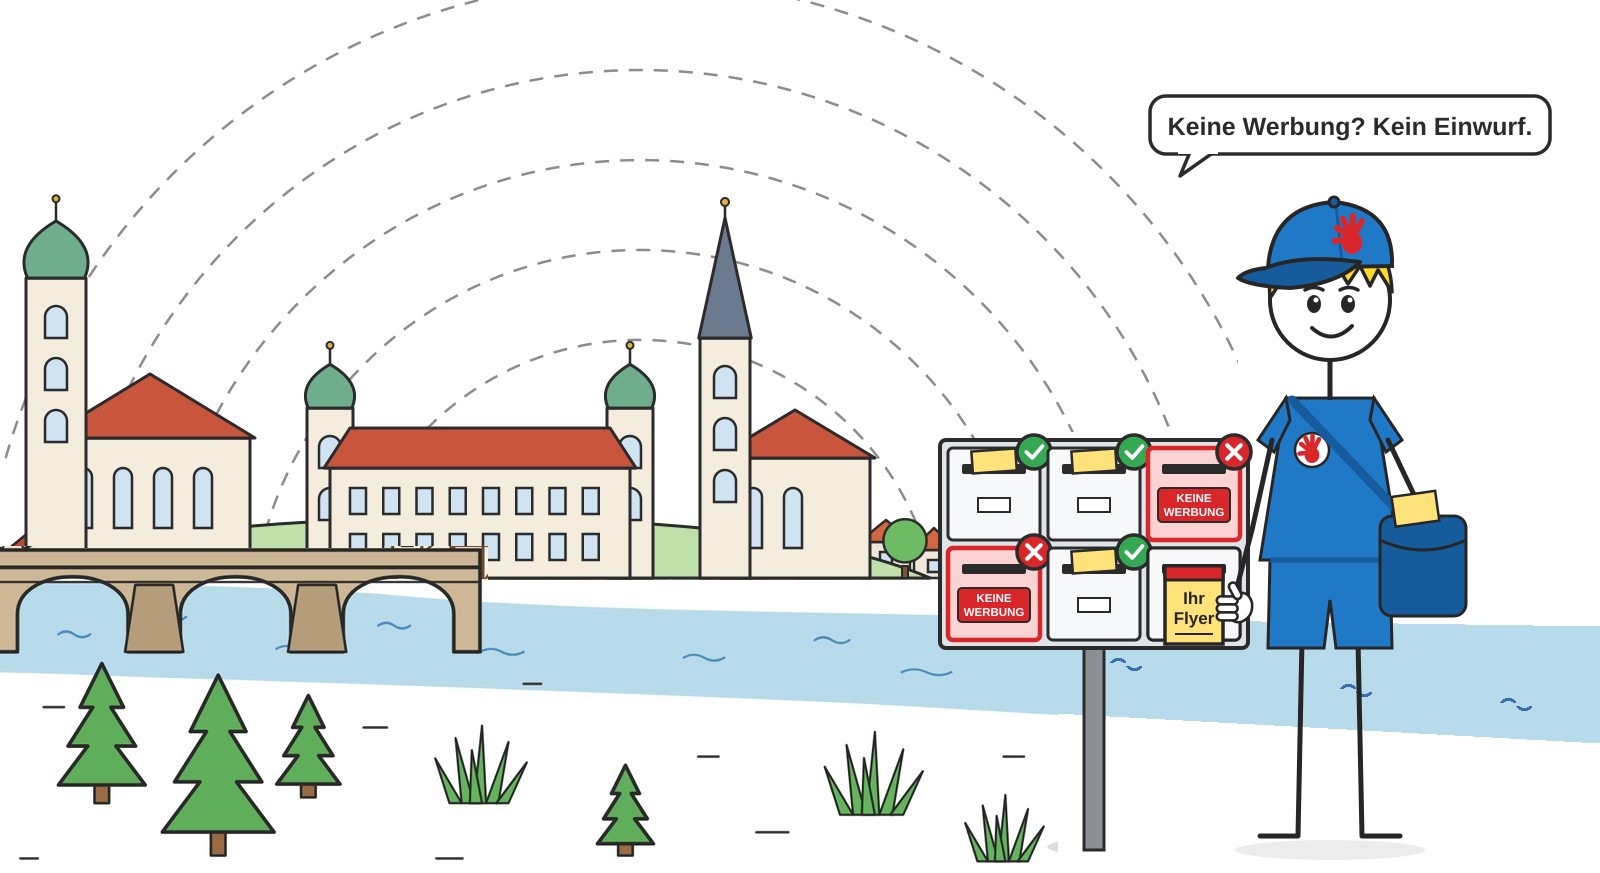 Keine Werbung? Kein Einwurf.
KEINE
WERBUNG
KEINE
WERBUNG
Ihr
Flyer